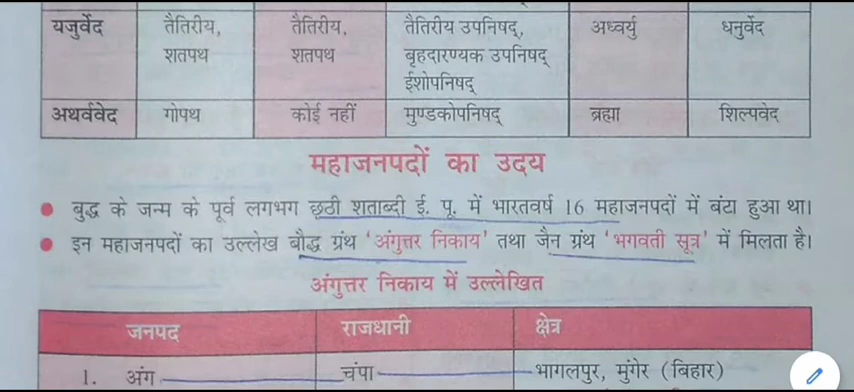 यजुर्वेद तैतिरीय, तैतिरीय, तैतिरीय उपनिषद्, अध्वर्यु धनुर्वेद
शतपथ शतपथ बृहदारण्यक उपनिषद्
ईशोपनिषद्
अथर्ववेद गोपथ कोई नहीं मुण्डकोपनिषद् ब्रह्मा शिल्पवेद
महाजनपदों का उदय
• बुद्ध के जन्म के पूर्व लगभग छठी शताब्दी ई. पू. में भारतवर्ष 16 महाजनपदों में बंटा हुआ था।
• इन महाजनपदों का उल्लेख बौद्ध ग्रंथ 'अंगुत्तर निकाय' तथा जैन ग्रंथ 'भगवती सूत्र' में मिलता है।
अंगुत्तर निकाय में उल्लेखित
जनपद राजधानी क्षेत्र
1. अंग चंपा भागलपुर, मुंगेर (बिहार)